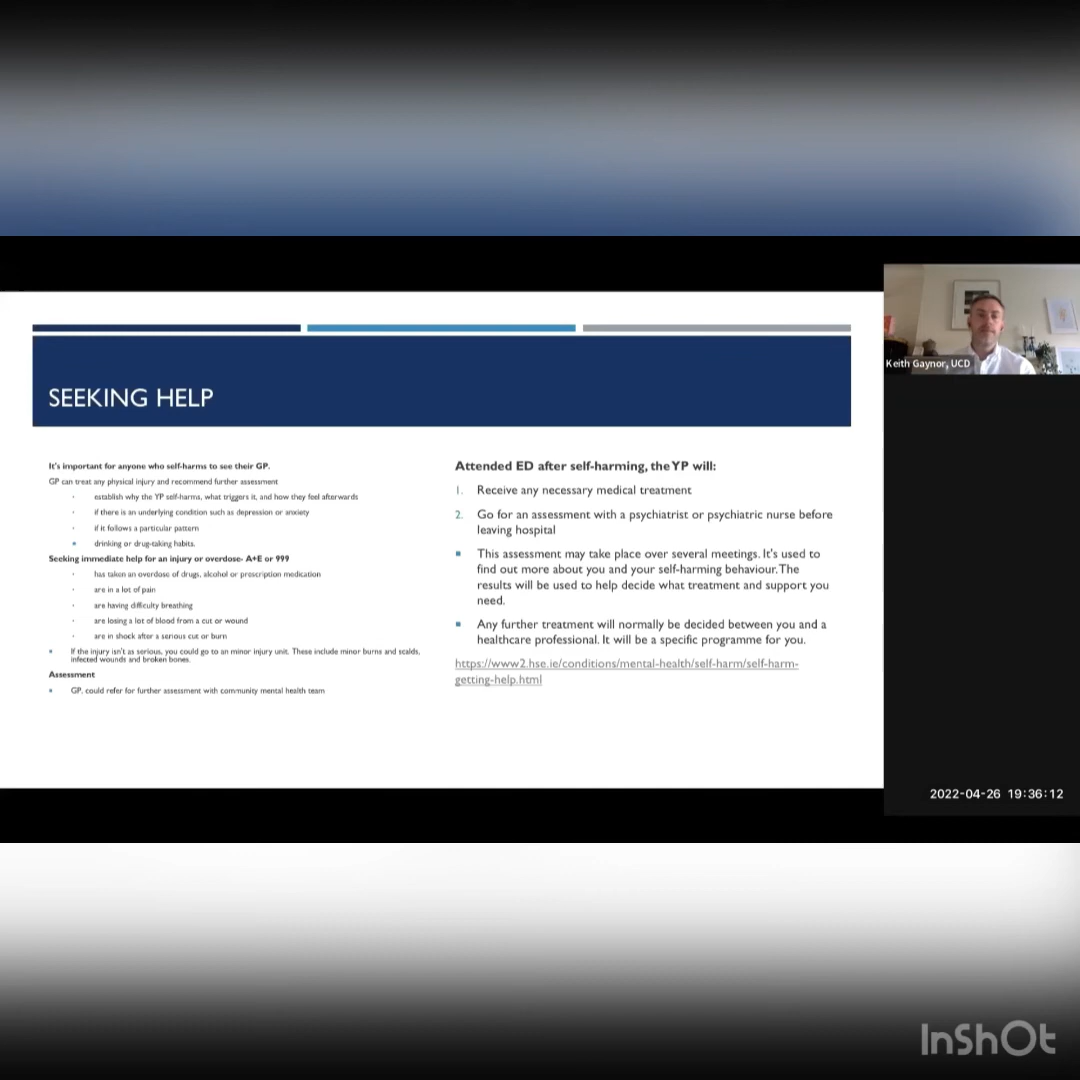 SEEKING HELP
It's important for anyone who self-harms to see their GP.
GP can treat any physical injury and recommend further assessment
establish why the YP self-harms, what triggers it, and how they feel afterwards
if there is an underlying condition such as depression or anxiety
if it follows a particular pattern
drinking or drug-taking habits.
Seeking immediate help for an injury or overdose- A+E or 999
has taken an overdose of drugs, alcohol or prescription medication
are in a lot of pain
are having difficulty breathing
are losing a lot of blood from a cut or wound
are in shock after a serious cut or burn
If the injury isn't as serious, you could go to an minor injury unit. These include minor burns and scalds,
infected wounds and broken bones.
Assessment
GP, could refer for further assessment with community mental health team
Attended ED after self-harming, the YP will:
1. Receive any necessary medical treatment
2. Go for an assessment with a psychiatrist or psychiatric nurse before
leaving hospital
This assessment may take place over several meetings. It's used to
find out more about you and your self-harming behaviour. The
results will be used to help decide what treatment and support you
need.
Any further treatment will normally be decided between you and a
healthcare professional. It will be a specific programme for you.
https://www2.hse.ie/conditions/mental-health/self-harm/self-harm-
getting-help.html
Keith Gaynor, UCD
2022-04-26 19:36:12
InShOt